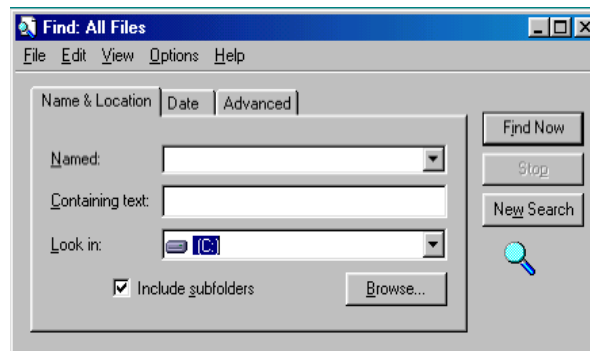 Find: All Files
File Edit View Options Help
Name & Location Date Advanced
Find Now
Named:
Stop
Containing text:
New Search
Look in: (C:)
Include subfolders Browse...